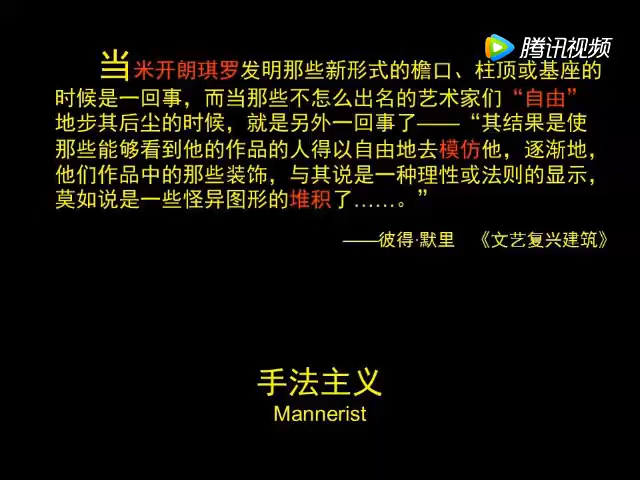 腾讯视频
当米开朗琪罗发明那些新形式的檐口、柱顶或基座的
时候是一回事，而当那些不怎么出名的艺术家们“自由”
地步其后尘的时候，就是另外一回事了——“其结果是使
那些能够看到他的作品的人得以自由地去模仿他，逐渐地，
他们作品中的那些装饰，与其说是一种理性或法则的显示，
莫如说是一些怪异图形的堆积了……。”
——彼得·默里　《文艺复兴建筑》
手法主义
Mannerist